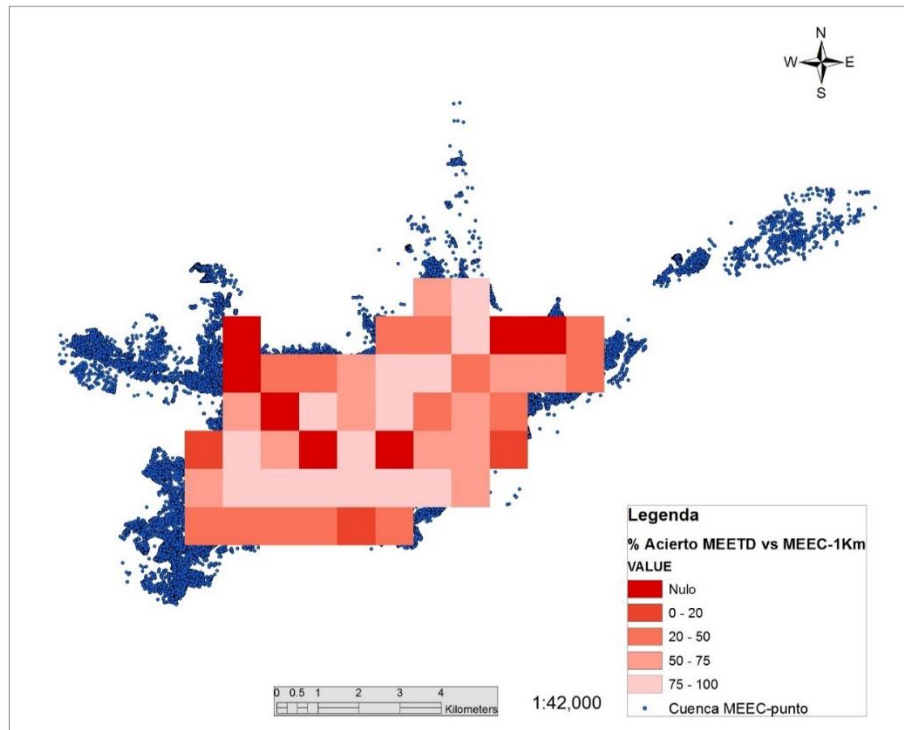 N
W E
S
Legenda
% Acierto MEETD vs MEEC-1Km
VALUE
Nulo
0 - 20
20 - 50
50 - 75
75 - 100
Cuenca MEEC-punto
0 0.5 1 2 3 4
Kilometers
1:42,000